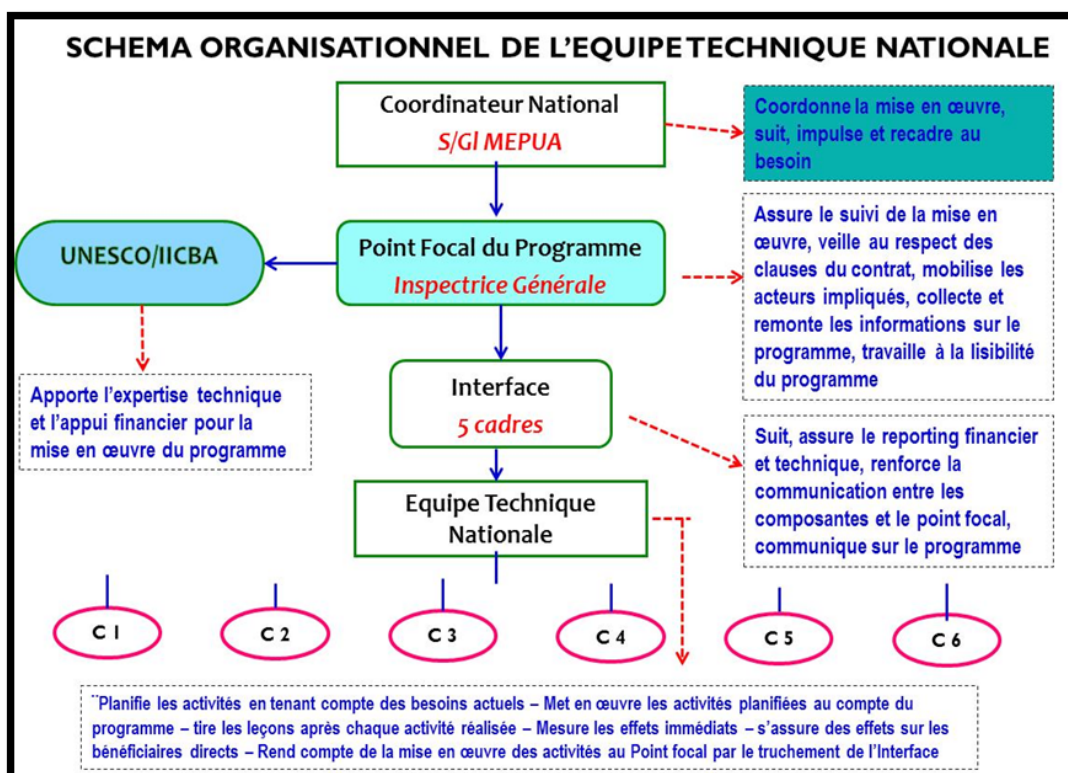 SCHEMA ORGANISATIONNEL DE L'EQUIPE TECHNIQUE NATIONALE
Coordinateur National
S/Gl MEPUA
Coordonne la mise en œuvre,
suit, impulse et recadre au
besoin
UNESCO/IICBA
Point Focal du Programme
Inspectrice Générale
Assure le suivi de la mise en
œuvre, veille au respect des
clauses du contrat, mobilise les
acteurs impliqués, collecte et
remonte les informations sur le
programme, travaille à la lisibilité
du programme
Apporte l'expertise technique
et l'appui financier pour la
mise en œuvre du programme
Interface
5 cadres
Suit, assure le reporting financier
et technique, renforce la
communication entre les
composantes et le point focal,
communique sur le programme
Equipe Technique
Nationale
C 1
C 2
C 3
C 4
C 5
C 6
¨Planifie les activités en tenant compte des besoins actuels – Met en œuvre les activités planifiées au compte du
programme – tire les leçons après chaque activité réalisée – Mesure les effets immédiats – s'assure des effets sur les
bénéficiaires directs – Rend compte de la mise en œuvre des activités au Point focal par le truchement de l'Interface